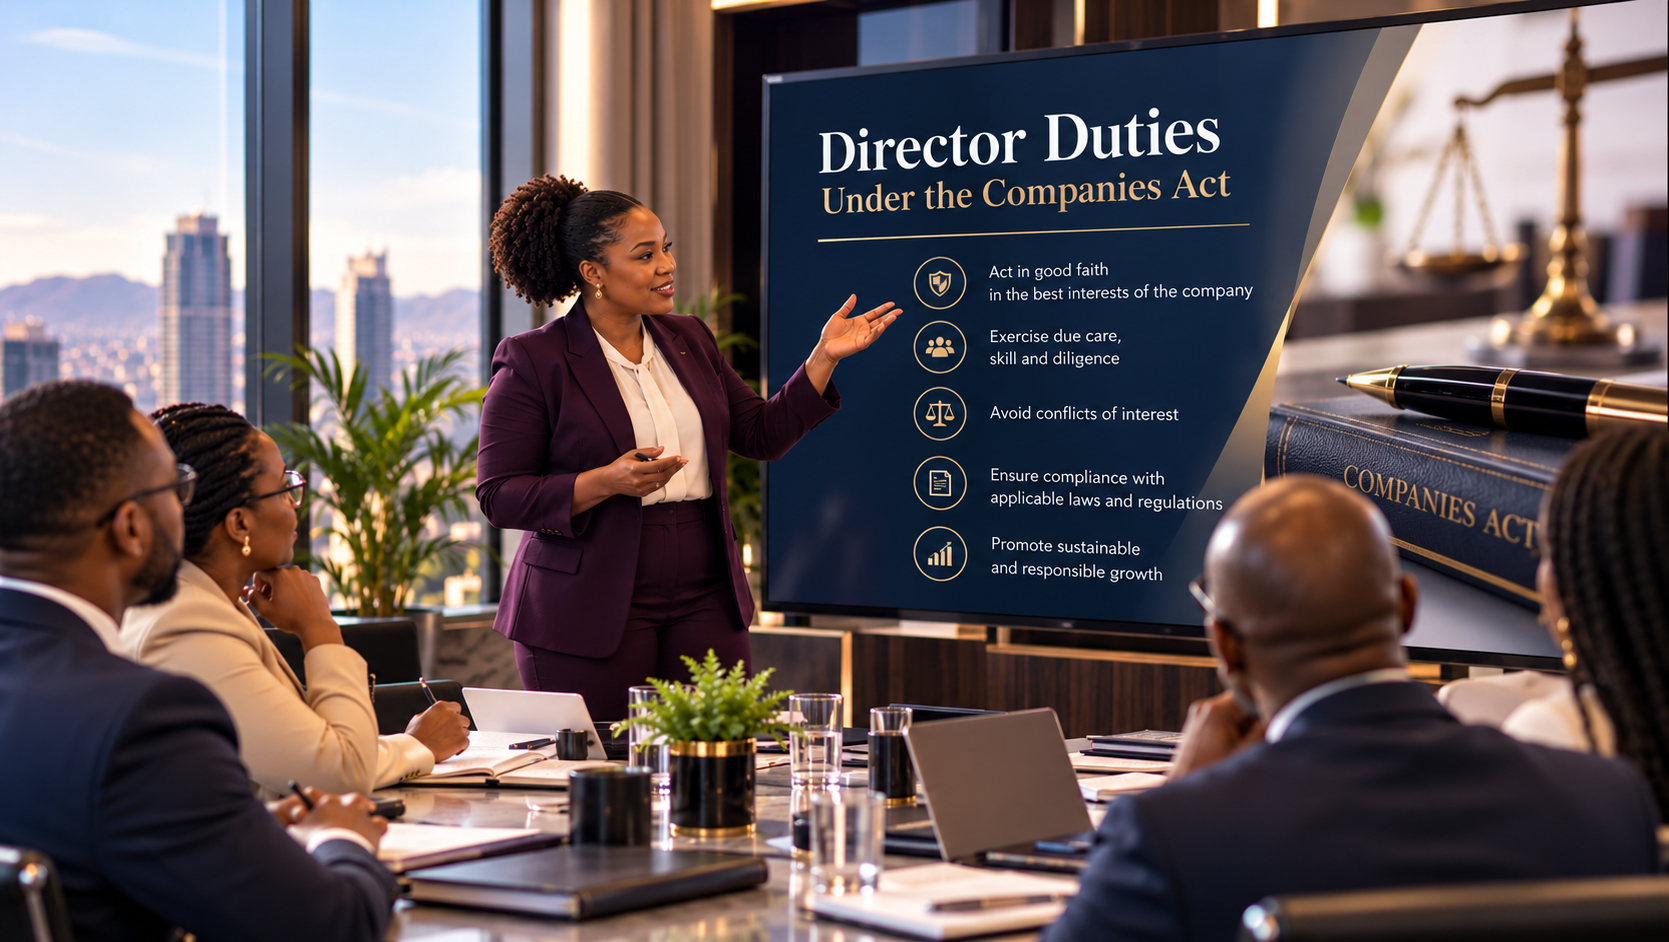 Director Duties
Under the Companies Act
Act in good faith
in the best interests of the company
Exercise due care,
skill and diligence
Avoid conflicts of interest
Ensure compliance with
applicable laws and regulations
Promote sustainable
and responsible growth
COMPANIES ACT